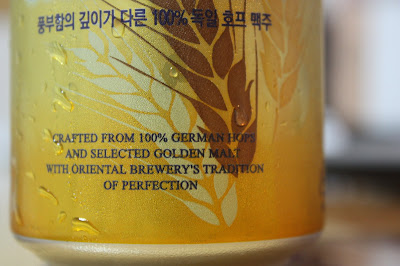 풍부함의 깊이가 다른 100% 독일 호프 맥주
CRAFTED FROM 100% GERMAN HOPS
AND SELECTED GOLDEN MALT
WITH ORIENTAL BREWERY'S TRADITION
OF PERFECTION